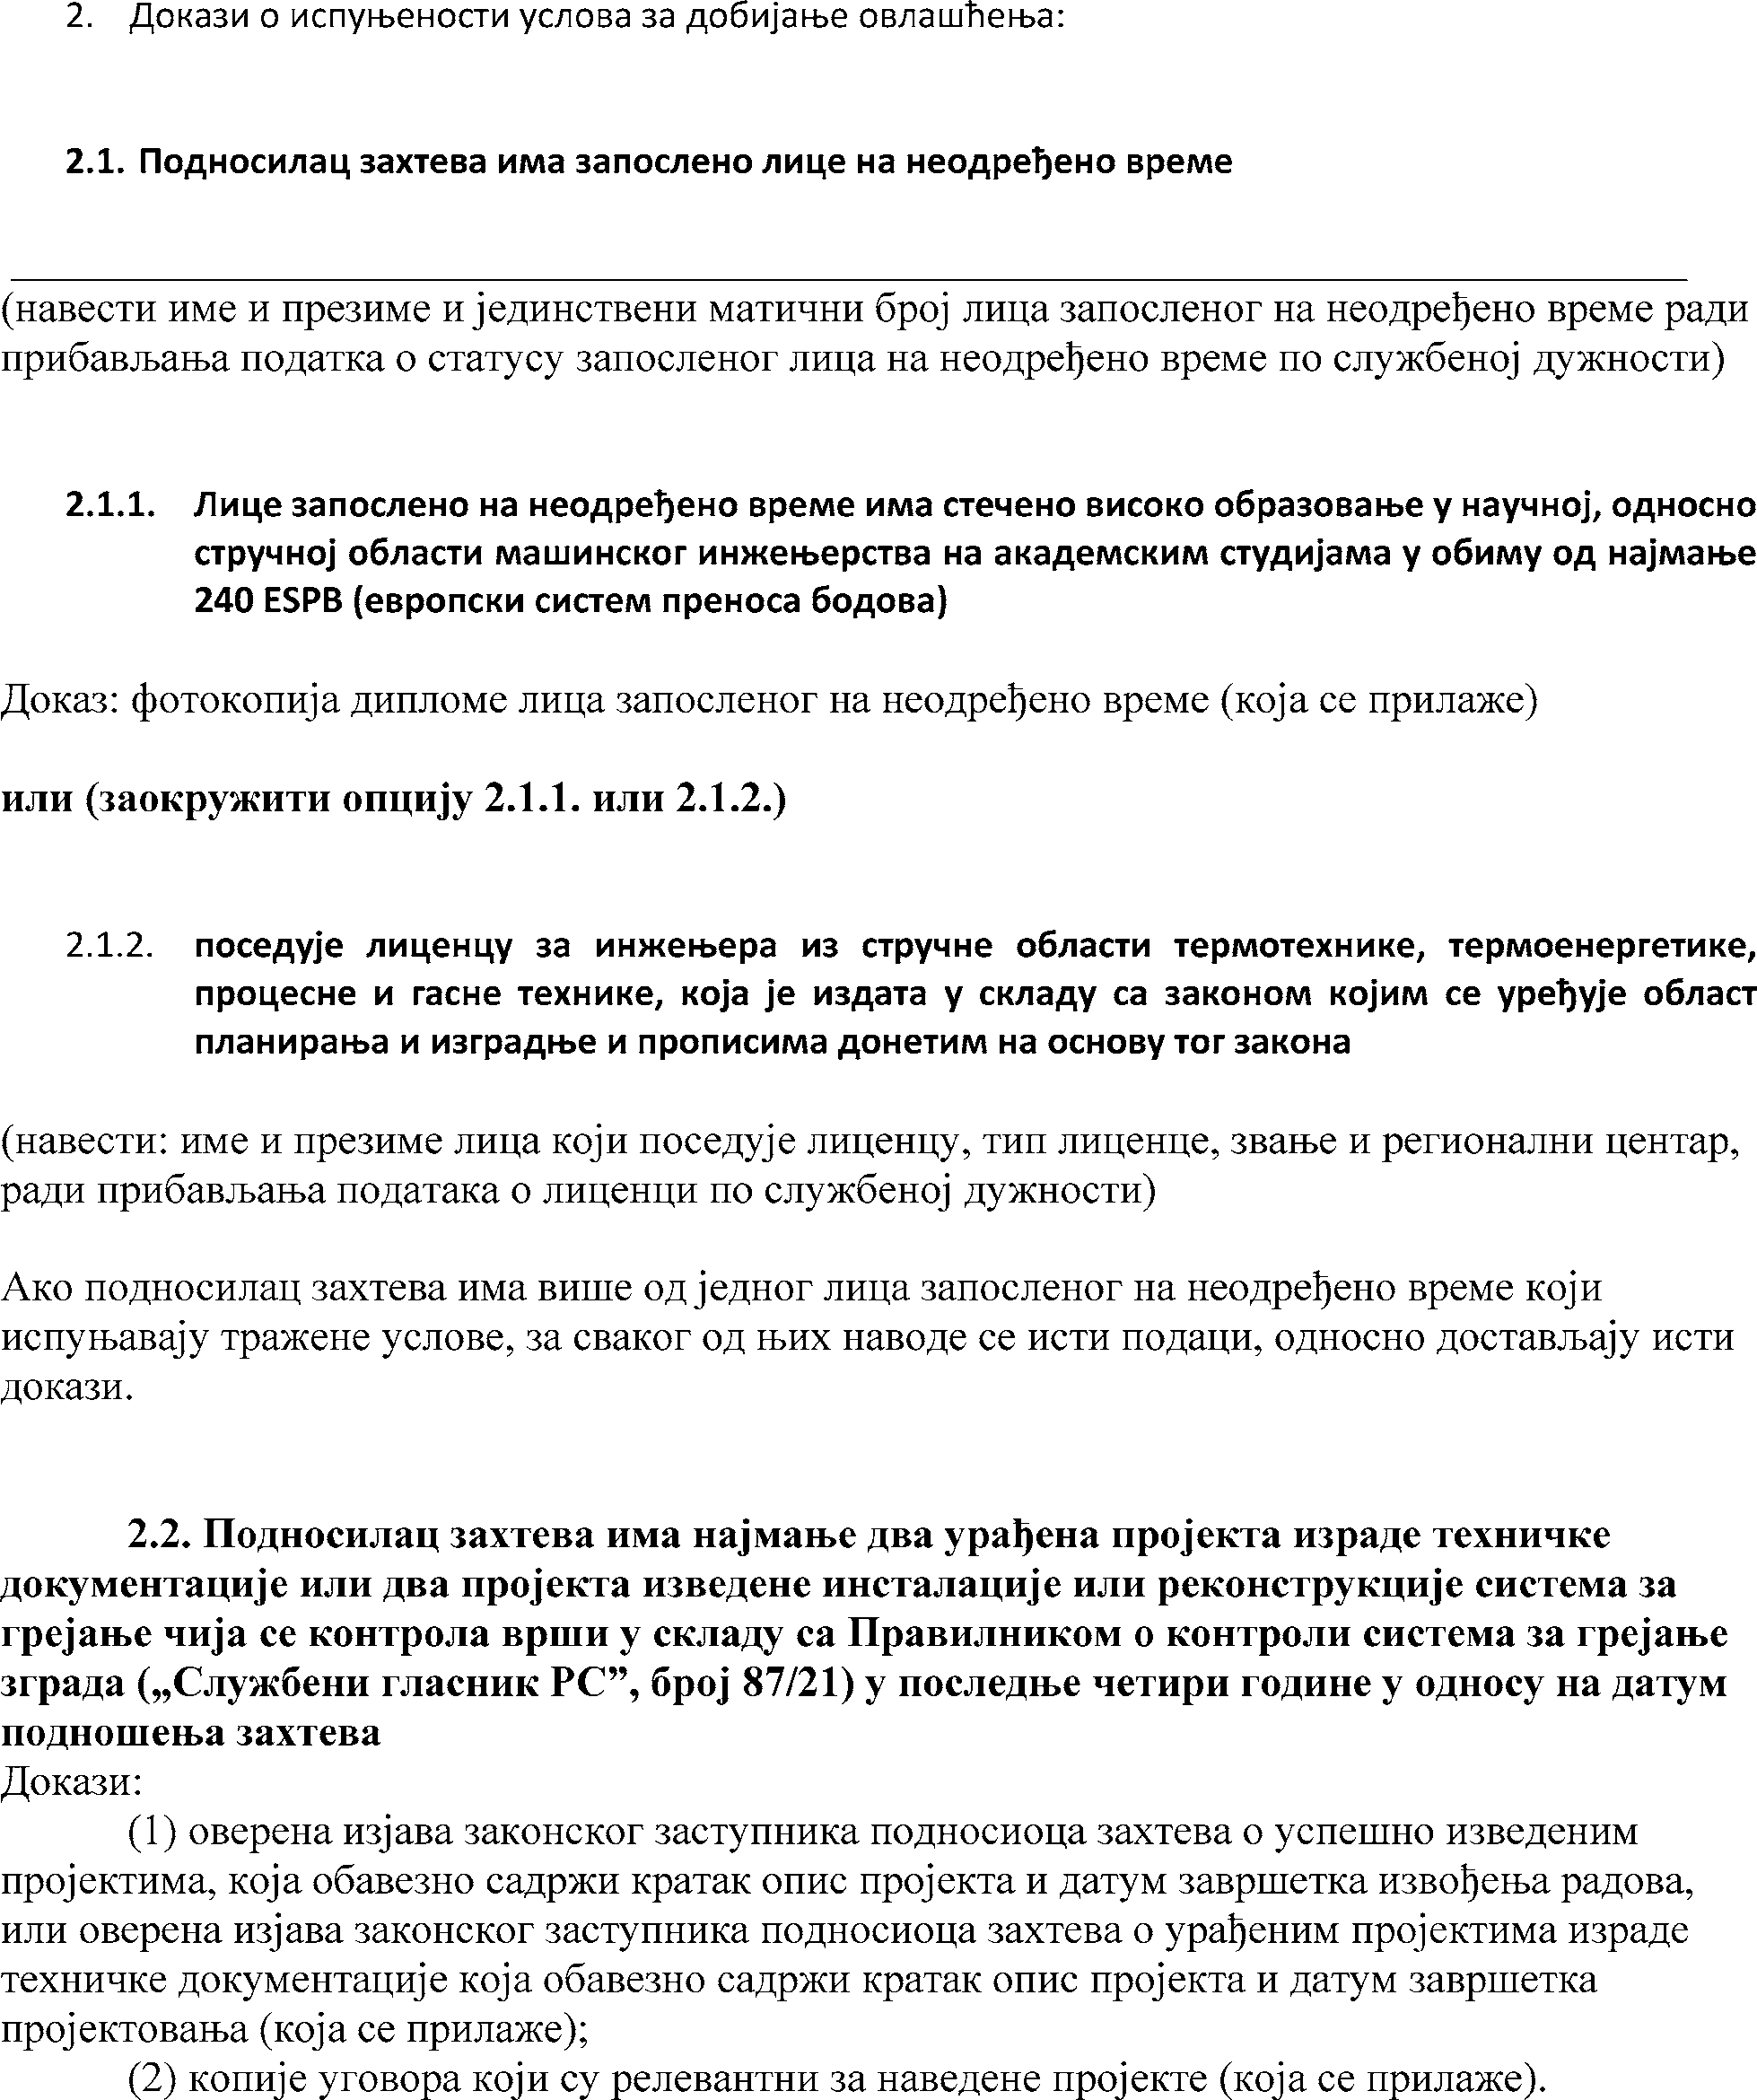 2. Докази о испуњености услова за добијање овлашћења:
2.1. Подносилац захтева има запослено лице на неодређено време
(навести име и презиме и јединствени матични број лица запосленог на неодређено време ради
прибављања податка о статусу запосленог лица на неодређено време по службеној дужности)
2.1.1. Лице запослено на неодређено време има стечено високо образовање у научној, односно
стручној области машинског инжењерства на академским студијама у обиму од најмање
240 ESPB (европски систем преноса бодова)
Доказ: фотокопија дипломе лица запосленог на неодређено време (која се прилаже)
или (заокружити опцију 2.1.1. или 2.1.2.)
2.1.2. поседује лиценцу за инжењера из стручне области термотехнике, термоенергетике,
процесне и гасне технике, која је издата у складу са законом којим се уређује област
планирања и изградње и прописима донетим на основу тог закона
(навести: име и презиме лица који поседује лиценцу, тип лиценце, звање и регионални центар,
ради прибављања података о лиценци по службеној дужности)
Ако подносилац захтева има више од једног лица запосленог на неодређено време који
испуњавају тражене услове, за сваког од њих наводе се исти подаци, односно достављају исти
докази.
2.2. Подносилац захтева има најмање два урађена пројекта израде техничке
документације или два пројекта изведене инсталације или реконструкције система за
грејање чија се контрола врши у складу са Правилником о контроли система за грејање
зграда („Службени гласник РС”, број 87/21) у последње четири године у односу на датум
подношења захтева
Докази:
(1) оверена изјава законског заступника подносиоца захтева о успешно изведеним
пројектима, која обавезно садржи кратак опис пројекта и датум завршетка извођења радова,
или оверена изјава законског заступника подносиоца захтева о урађеним пројектима израде
техничке документације која обавезно садржи кратак опис пројекта и датум завршетка
пројектовања (која се прилаже);
(2) копије уговора који су релевантни за наведене пројекте (која се прилаже).